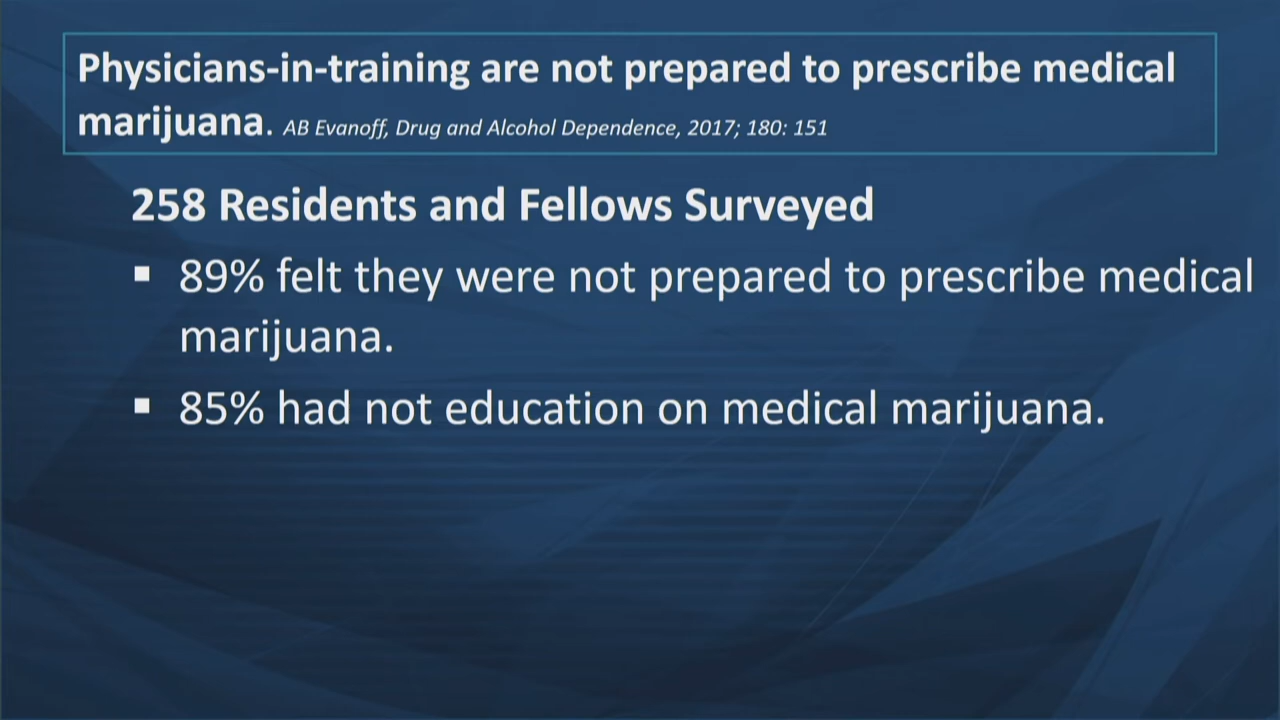 Physicians-in-training are not prepared to prescribe medical
marijuana. AB Evanoff, Drug and Alcohol Dependence, 2017; 180: 151
258 Residents and Fellows Surveyed
▪ 89% felt they were not prepared to prescribe medical
marijuana.
▪ 85% had not education on medical marijuana.